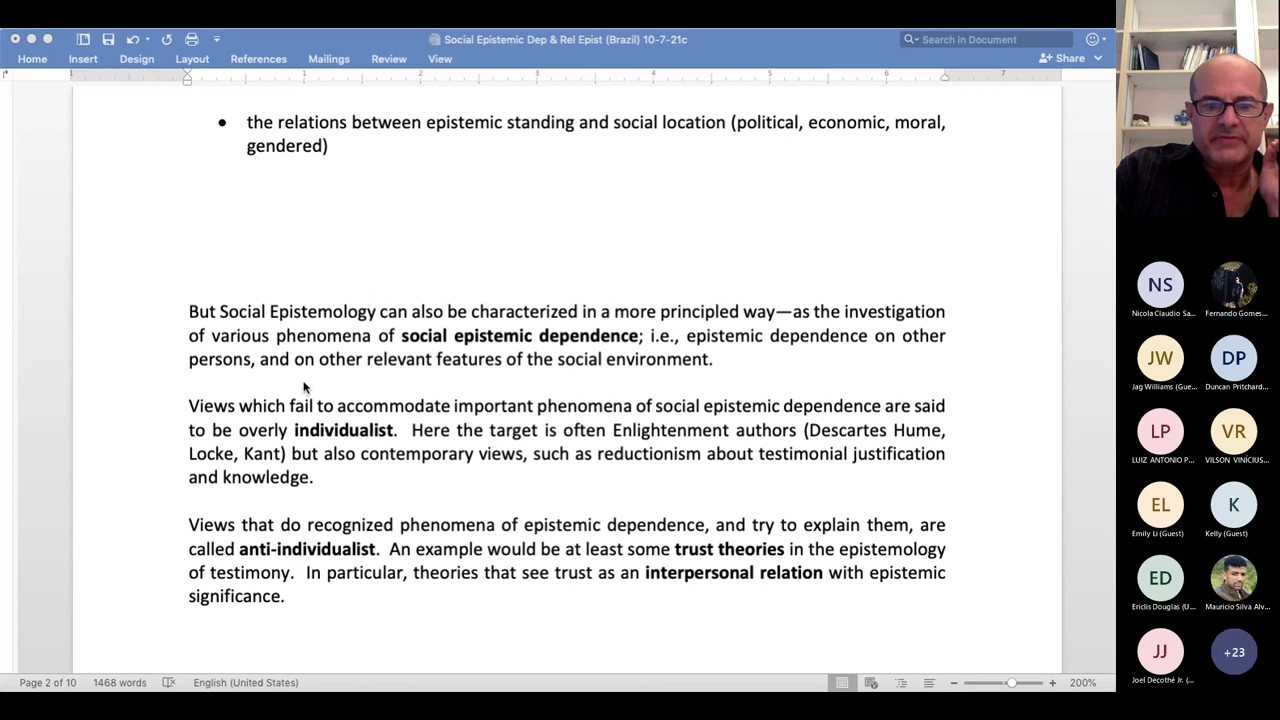 Social Epistemic Dep & Rel Epist (Brazil) 10-7-21c
Search in Document
Home Insert Design Layout References Mailings Review View
Share
1 1 2 3 4 5 6 7
• the relations between epistemic standing and social location (political, economic, moral,
gendered)
But Social Epistemology can also be characterized in a more principled way—as the investigation
of various phenomena of social epistemic dependence; i.e., epistemic dependence on other
persons, and on other relevant features of the social environment.
Views which fail to accommodate important phenomena of social epistemic dependence are said
to be overly individualist. Here the target is often Enlightenment authors (Descartes Hume,
Locke, Kant) but also contemporary views, such as reductionism about testimonial justification
and knowledge.
Views that do recognized phenomena of epistemic dependence, and try to explain them, are
called anti-individualist. An example would be at least some trust theories in the epistemology
of testimony. In particular, theories that see trust as an interpersonal relation with epistemic
significance.
Page 2 of 10 1468 words English (United States) 200%
NS
Nicola Claudio Sa... Fernando Gomes...
JW DP
Jag Williams (Gue... Duncan Pritchard...
LP VR
LUIZ ANTONIO P... VILSON VINÍCIUS...
EL K
Emily Li (Guest) Kelly (Guest)
ED
Ericlis Douglas (U... Mauricio Silva Alv...
JJ +23
Joel Decothé Jr. (...